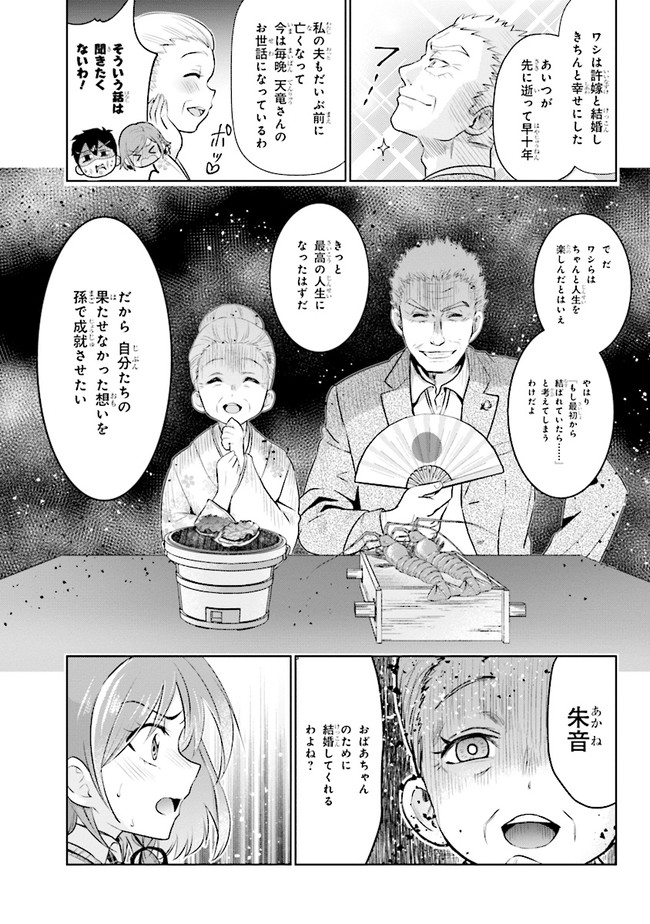 ワシは許嫁と結婚し
きちんと幸せにした
あいつが
先に逝って早十年
私の夫もだいぶ前に
亡くなって
今は毎晩 天竜さんの
お世話になっているわ
ポッ♡
そういう話は
聞きたく
ないわ!
でだ
ワシらは
ちゃんと人生を
楽しんだとはいえ
やはり
『もし最初から
結ばれていたら……』
と考えてしまう
わけだよ
きっと
最高の人生に
なったはずだ
だから 自分たちの
果たせなかった想いを
孫で成就させたい
朱音
おばあちゃん
のために
結婚してくれる
わよね?